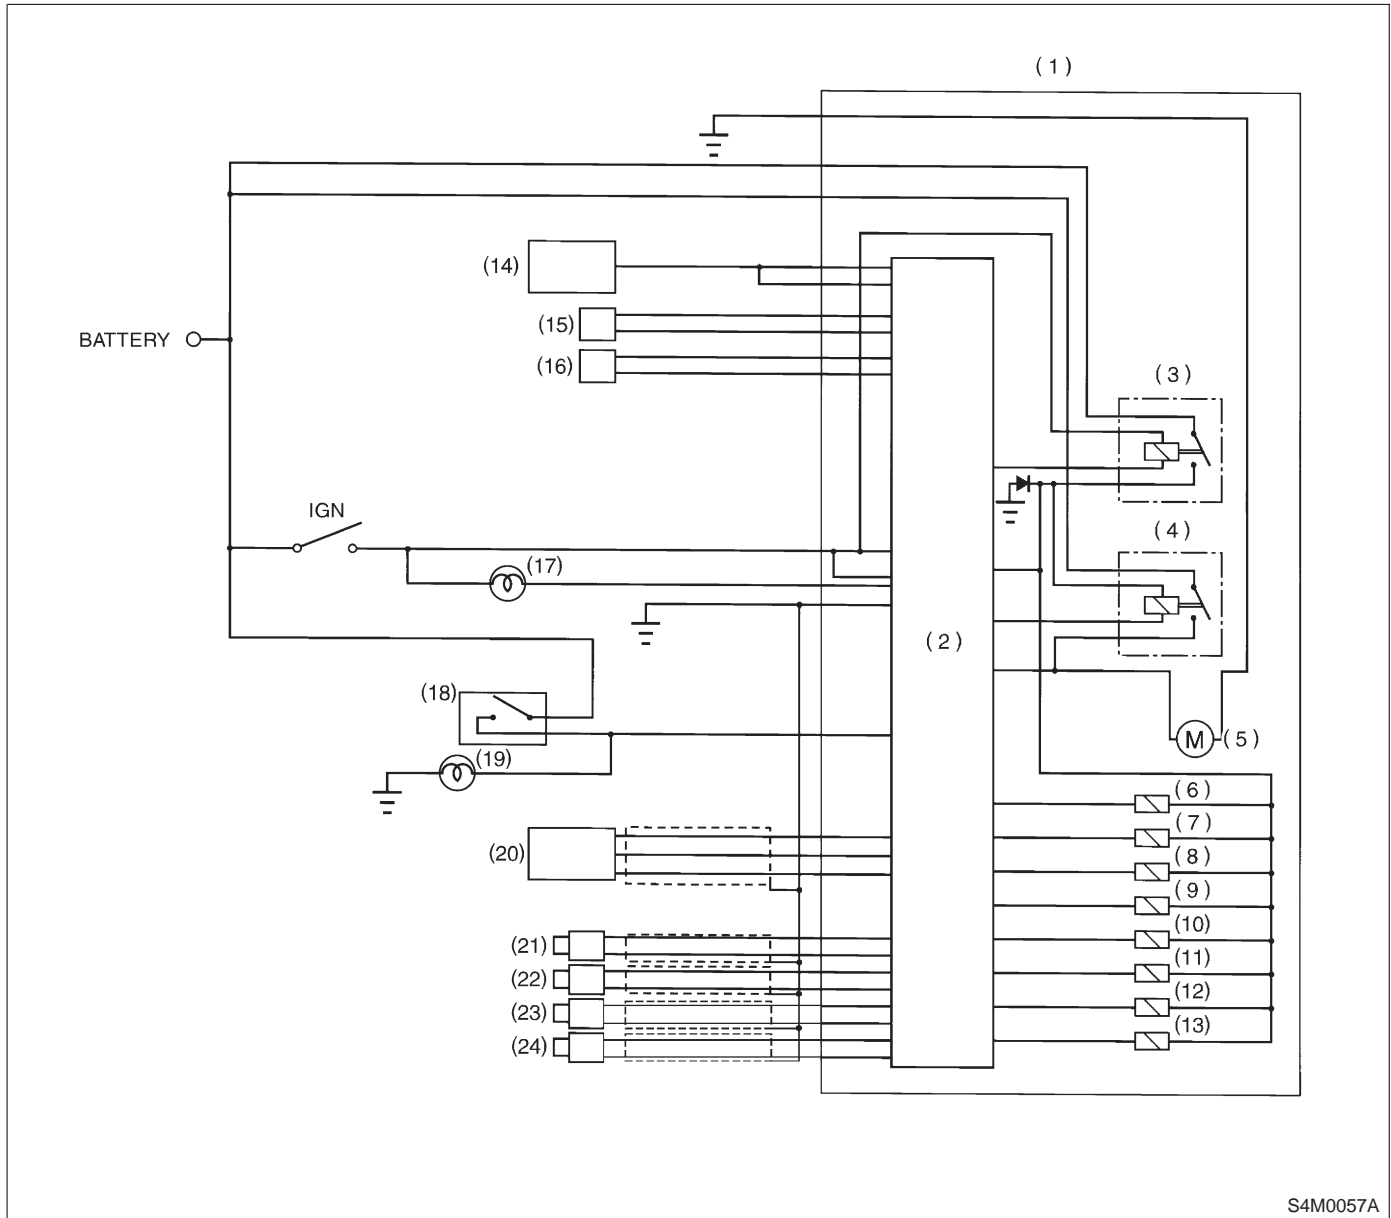 ( 1 )
(14)
(15)
BATTERY
(16)
( 3 )
IGN
( 4 )
(17)
( 2 )
(18)
M
( 5 )
(19)
( 6 )
( 7 )
(20)
( 8 )
( 9 )
(10)
(21)
(11)
(22)
(12)
(23)
(13)
(24)
S4M0057A